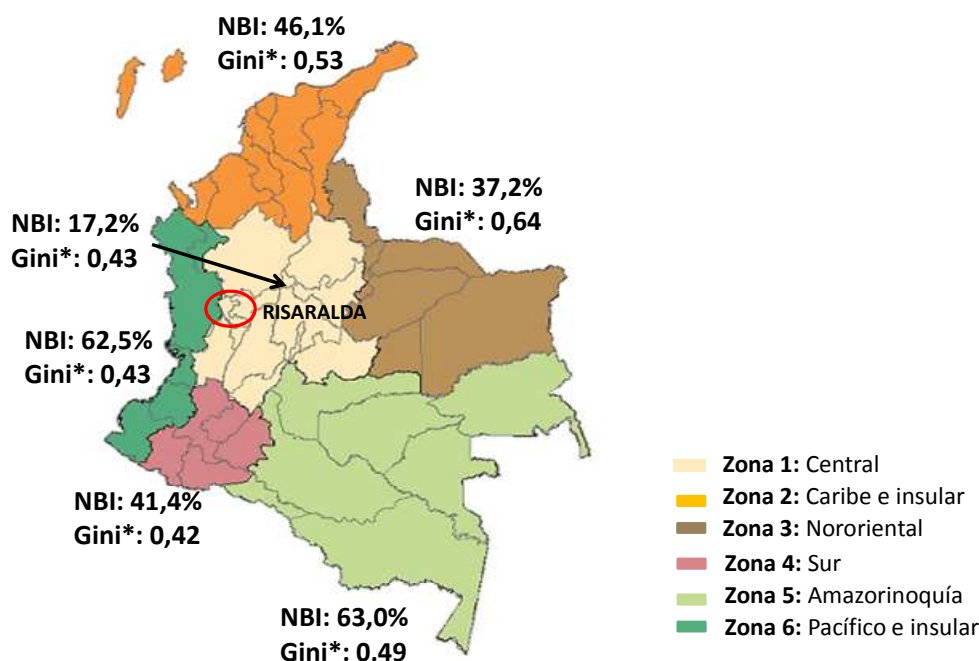 NBI: 46,1%
Gini*: 0,53
NBI: 37,2%
Gini*: 0,64
NBI: 17,2%
Gini*: 0,43
RISARALDA
NBI: 62,5%
Gini*: 0,43
NBI: 41,4%
Gini*: 0,42
NBI: 63,0%
Gini*: 0.49
Zona 1: Central
Zona 2: Caribe e insular
Zona 3: Nororiental
Zona 4: Sur
Zona 5: Amazorinoquía
Zona 6: Pacífico e insular